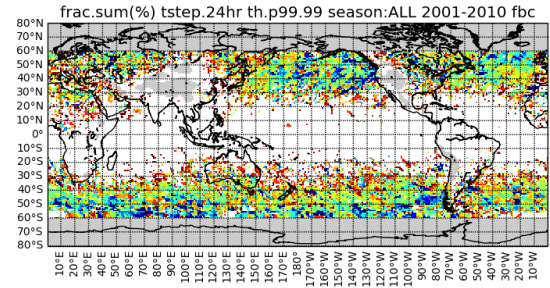 frac.sum(%) tstep.24hr th.p99.99 season:ALL 2001-2010 fbc
80°N
70°N
60°N
50°N
40°N
30°N
20°N
10°N
0°
10°S
20°S
30°S
40°S
50°S
60°S
70°S
80°S
10°E
20°E
30°E
40°E
50°E
60°E
70°E
80°E
90°E
100°E
110°E
120°E
130°E
140°E
150°E
160°E
170°E
180°
170°W
160°W
150°W
140°W
130°W
120°W
110°W
100°W
90°W
80°W
70°W
60°W
50°W
40°W
30°W
20°W
10°W